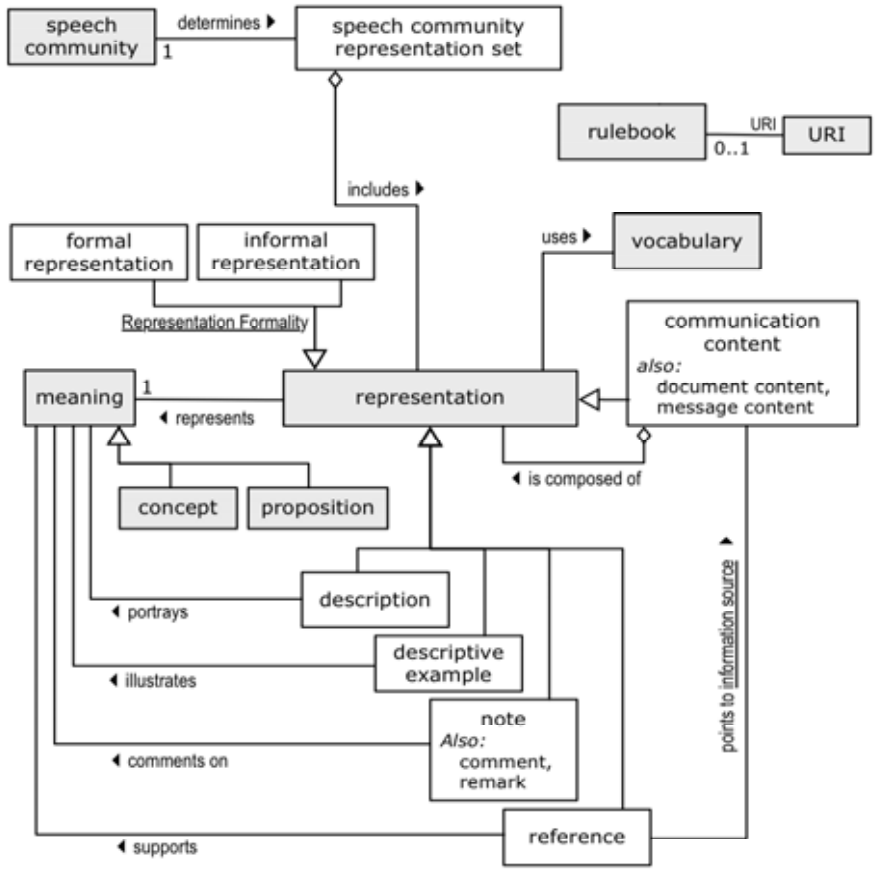 speech
community
determines ▶
1
speech community
representation set
rulebook
URI
0..1
URI
includes ▶
formal
representation
informal
representation
uses ▶
vocabulary
Representation Formality
communication
content
also:
document content,
message content
meaning
1
◀ represents
representation
◀ is composed of
concept
proposition
description
◀ portrays
descriptive
example
◀ illustrates
points to information source ▶
note
Also:
comment,
remark
◀ comments on
reference
◀ supports